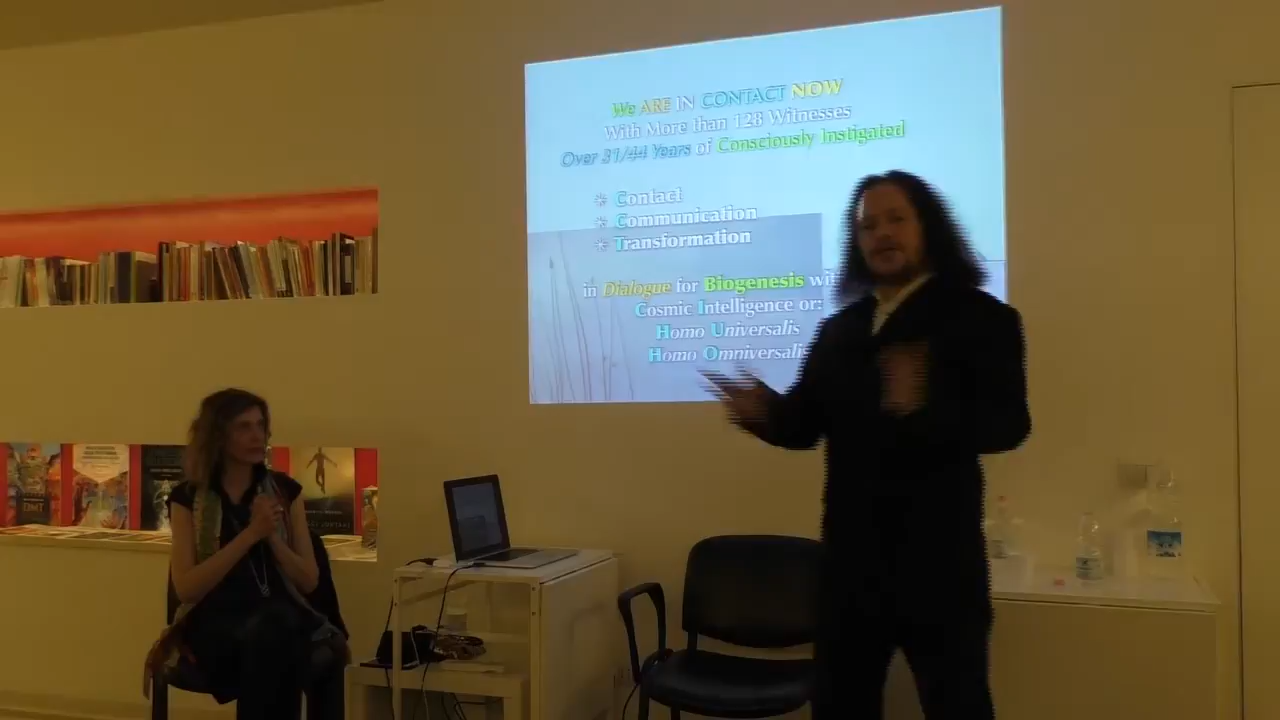 We ARE IN CONTACT NOW
With More than 128 Witnesses
Over 31/44 Years of Consciously Instigated
* Contact
* Communication
* Transformation
in Dialogue for Biogenesis wi
Cosmic Intelligence or:
Homo Universalis
Homo Omniversalis